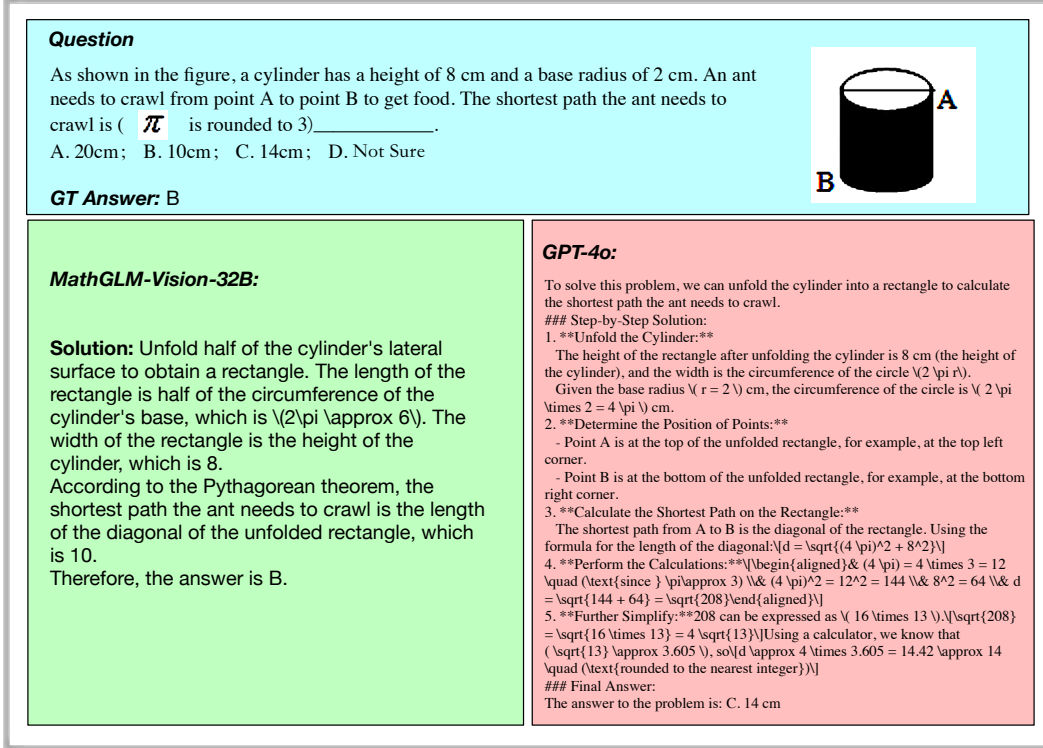 Question
As shown in the figure, a cylinder has a height of 8 cm and a base radius of 2 cm. An ant
needs to crawl from point A to point B to get food. The shortest path the ant needs to
crawl is ( π is rounded to 3)____________.
A. 20cm; B. 10cm; C. 14cm; D. Not Sure
GT Answer: B
A
B
MathGLM-Vision-32B:
Solution: Unfold half of the cylinder's lateral
surface to obtain a rectangle. The length of the
rectangle is half of the circumference of the
cylinder's base, which is \(2\pi \approx 6\). The
width of the rectangle is the height of the
cylinder, which is 8.
According to the Pythagorean theorem, the
shortest path the ant needs to crawl is the length
of the diagonal of the unfolded rectangle, which
is 10.
Therefore, the answer is B.
GPT-4o:
To solve this problem, we can unfold the cylinder into a rectangle to calculate
the shortest path the ant needs to crawl.
### Step-by-Step Solution:
1. **Unfold the Cylinder:**
The height of the rectangle after unfolding the cylinder is 8 cm (the height of
the cylinder), and the width is the circumference of the circle \(2 \pi r\).
Given the base radius \( r = 2 \) cm, the circumference of the circle is \( 2 \pi
\times 2 = 4 \pi \) cm.
2. **Determine the Position of Points:**
- Point A is at the top of the unfolded rectangle, for example, at the top left
corner.
- Point B is at the bottom of the unfolded rectangle, for example, at the bottom
right corner.
3. **Calculate the Shortest Path on the Rectangle:**
The shortest path from A to B is the diagonal of the rectangle. Using the
formula for the length of the diagonal:\[d = \sqrt{(4 \pi)^2 + 8^2}\]
4. **Perform the Calculations:**\[\begin{aligned}& (4 \pi) = 4 \times 3 = 12
\quad (\text{since } \pi\approx 3) \\& (4 \pi)^2 = 12^2 = 144 \\& 8^2 = 64 \\& d
= \sqrt{144 + 64} = \sqrt{208}\end{aligned}\]
5. **Further Simplify:**208 can be expressed as \( 16 \times 13 \).\[\sqrt{208}
= \sqrt{16 \times 13} = 4 \sqrt{13}\]Using a calculator, we know that
( \sqrt{13} \approx 3.605 \), so\[d \approx 4 \times 3.605 = 14.42 \approx 14
\quad (\text{rounded to the nearest integer})\]
### Final Answer:
The answer to the problem is: C. 14 cm